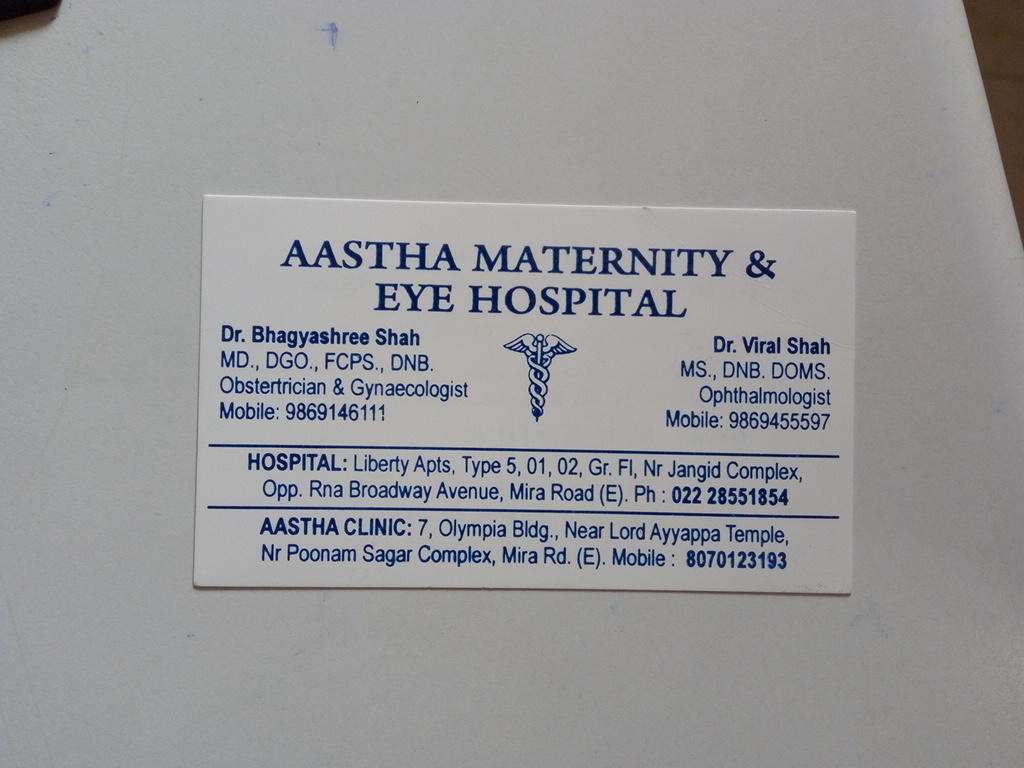 AASTHA MATERNITY &
EYE HOSPITAL
Dr. Bhagyashree Shah
MD., DGO., FCPS., DNB.
Obstertrician & Gynaecologist
Mobile: 9869146111
Dr. Viral Shah
MS., DNB. DOMS.
Ophthalmologist
Mobile: 9869455597
HOSPITAL: Liberty Apts, Type 5, 01, 02, Gr. Fl, Nr Jangid Complex,
Opp. Rna Broadway Avenue, Mira Road (E). Ph : 022 28551854
AASTHA CLINIC: 7, Olympia Bldg., Near Lord Ayyappa Temple,
Nr Poonam Sagar Complex, Mira Rd. (E). Mobile : 8070123193